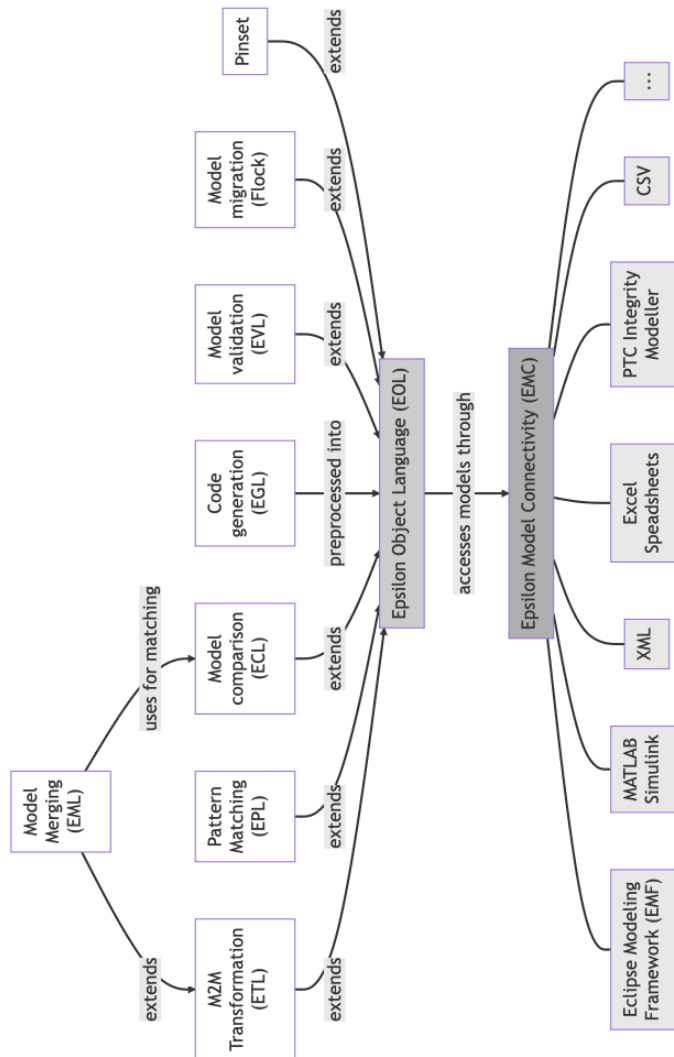 Model
Merging
(EML)
extends
uses for matching
M2M
Transformation
(ETL)
Pattern
Matching
(EPL)
Model
comparison
(ECL)
Code
generation
(EGL)
Model
validation
(EVL)
Model
migration
(Flock)
Pinset
extends
extends
extends
preprocessed into
extends
extends
extends
Epsilon Object Language (EOL)
accesses models through
Epsilon Model Connectivity (EMC)
Eclipse Modeling
Framework (EMF)
MATLAB
Simulink
XML
Excel
Speadsheets
PTC Integrity
Modeller
CSV
...